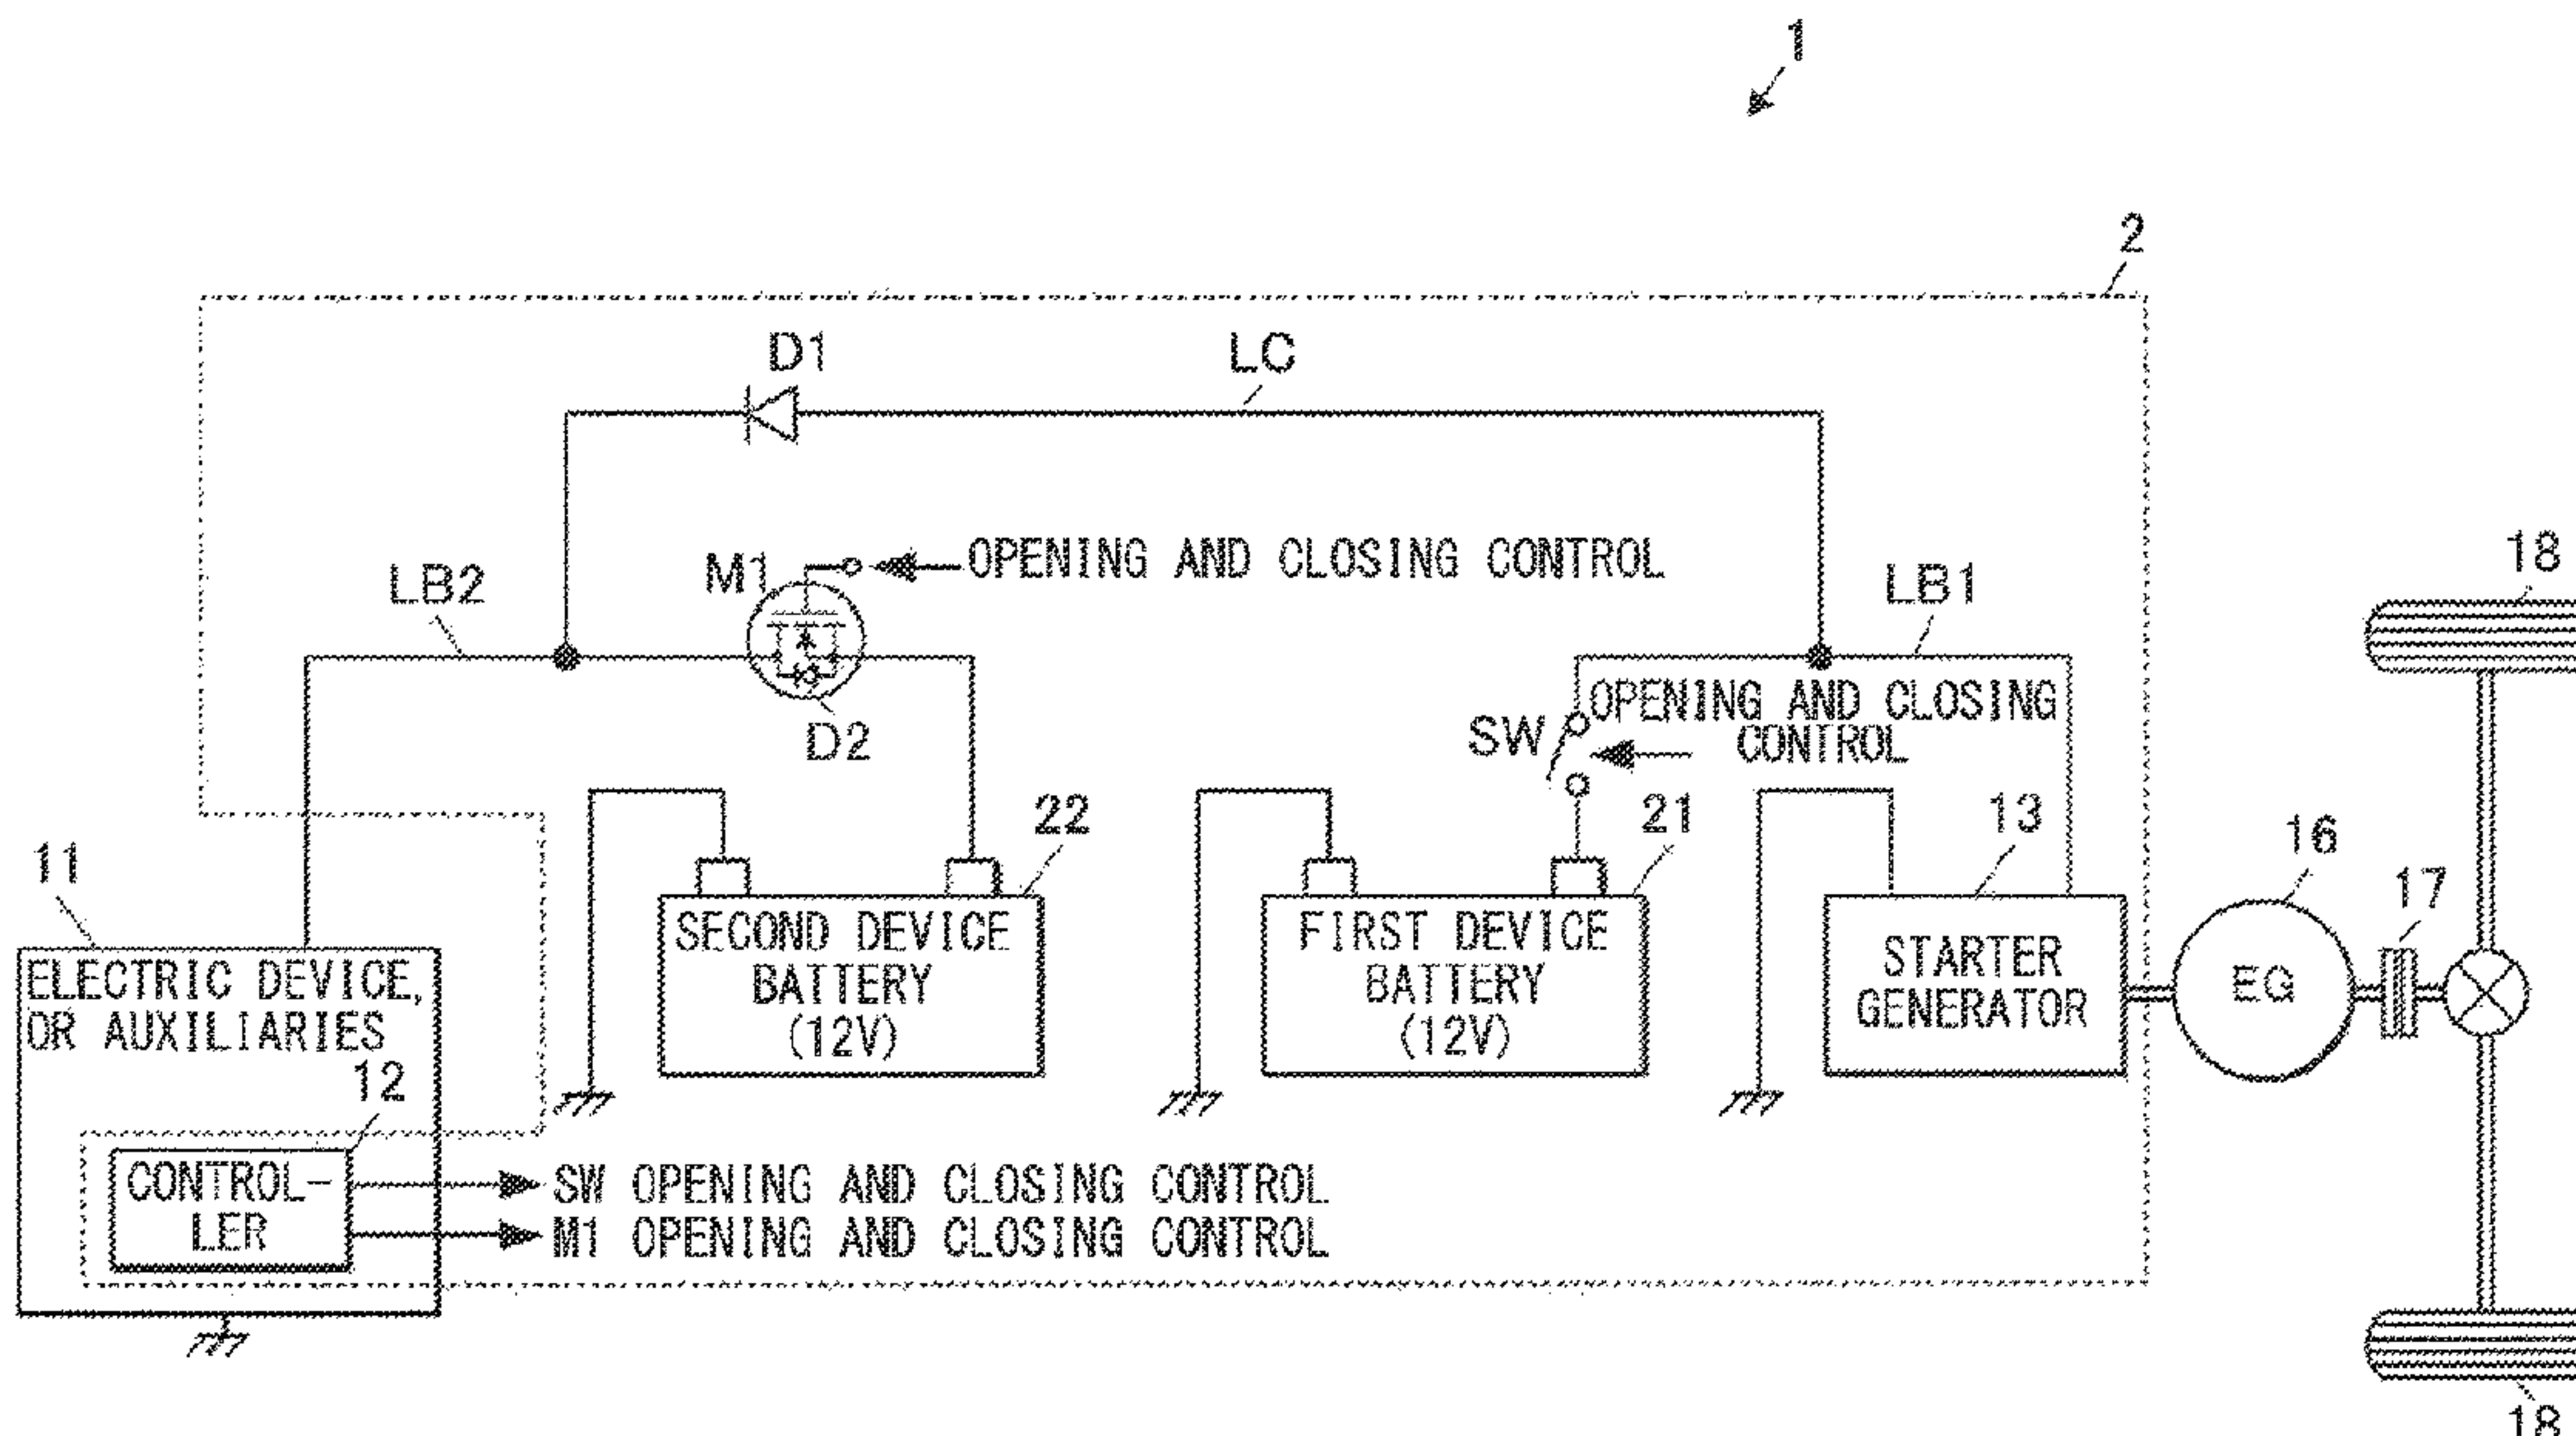 1
2
D1
LC
M1
OPENING AND CLOSING CONTROL
LB2
LB1
18
D2
SW
OPENING AND CLOSING
CONTROL
22
21
13
16
17
11
SECOND DEVICE
BATTERY
(12V)
FIRST DEVICE
BATTERY
(12V)
STARTER
GENERATOR
EG
ELECTRIC DEVICE,
OR AUXILIARIES
12
CONTROL-
LER
SW OPENING AND CLOSING CONTROL
M1 OPENING AND CLOSING CONTROL
18